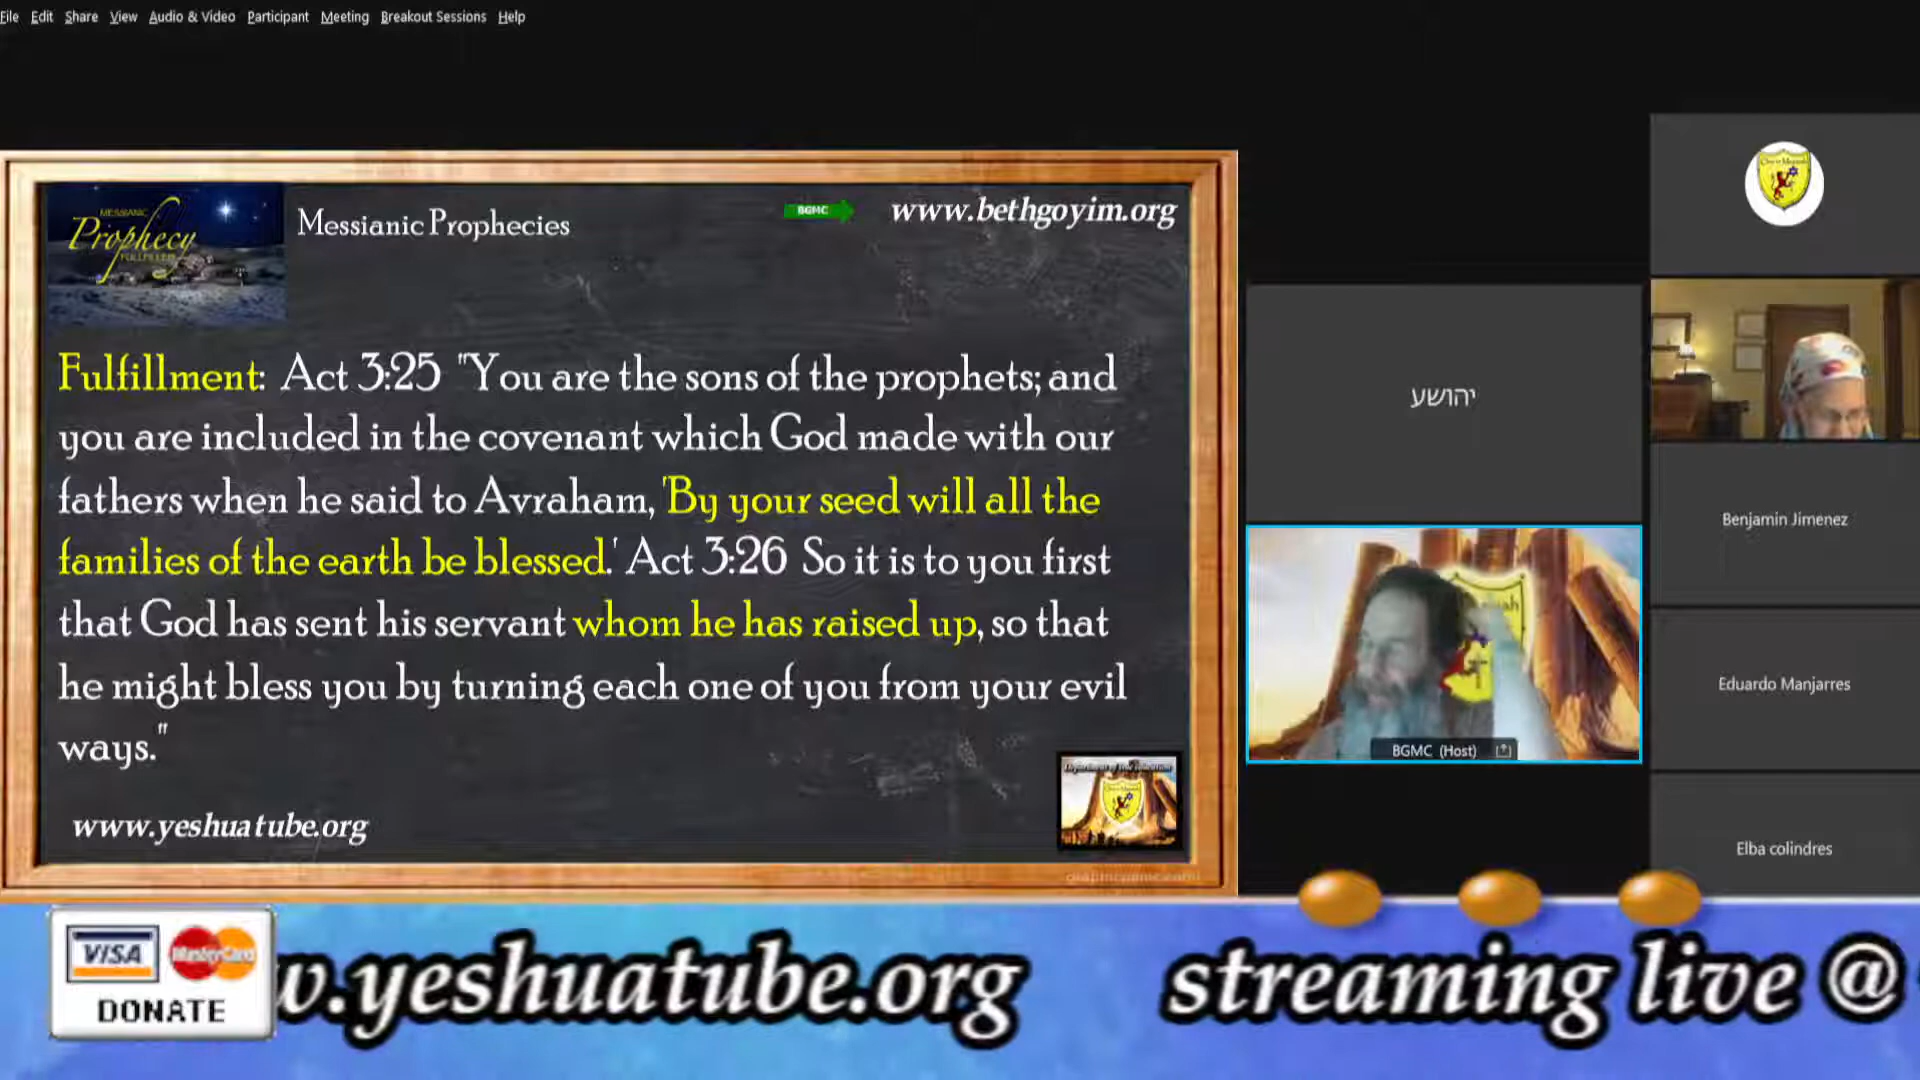 File Edit Share View Audio & Video Participant Meeting Breakout Sessions Help
MESSIANIC
Prophecy
FULFILLED
Messianic Prophecies
BGMC
www.bethgoyim.org
Fulfillment: Act 3:25 "You are the sons of the prophets; and
you are included in the covenant which God made with our
fathers when he said to Avraham, 'By your seed will all the
families of the earth be blessed.' Act 3:26 So it is to you first
that God has sent his servant whom he has raised up, so that
he might bless you by turning each one of you from your evil
ways."
www.yeshuatube.org
יהושע
BGMC (Host)
Benjamin Jimenez
Eduardo Manjarres
Elba colindres
VISA
MasterCard
DONATE
w.yeshuatube.org
streaming live @